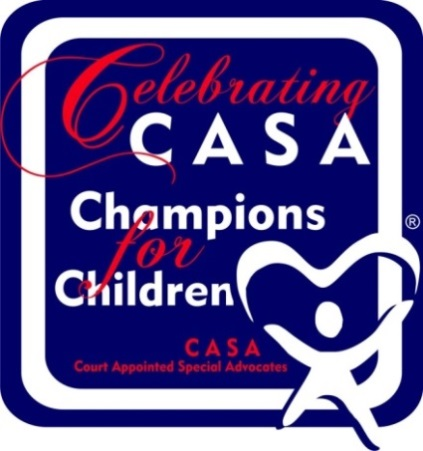 Celebrating
CASA
Champions
for
Children
®
CASA
Court Appointed Special Advocates